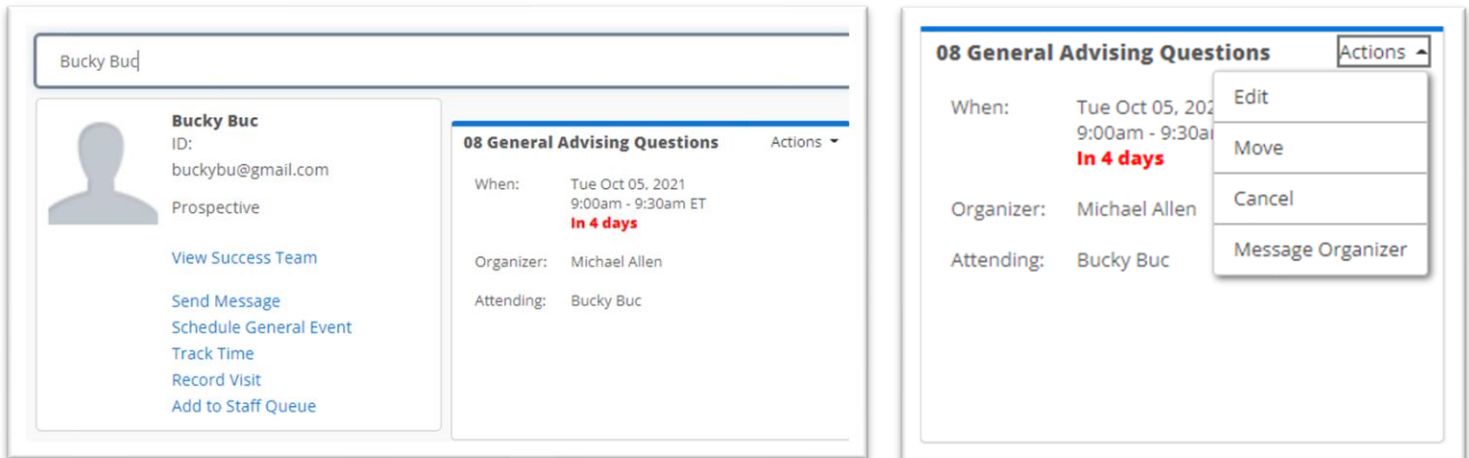 Bucky Buc
Bucky Buc
ID:
buckybu@gmail.com
Prospective
View Success Team
Send Message
Schedule General Event
Track Time
Record Visit
Add to Staff Queue
08 General Advising Questions Actions
When: Tue Oct 05, 2021
9:00am - 9:30am ET
In 4 days
Organizer: Michael Allen
Attending: Bucky Buc
08 General Advising Questions Actions
When: Tue Oct 05, 202
9:00am - 9:30a
In 4 days
Organizer: Michael Allen
Attending: Bucky Buc
Edit
Move
Cancel
Message Organizer